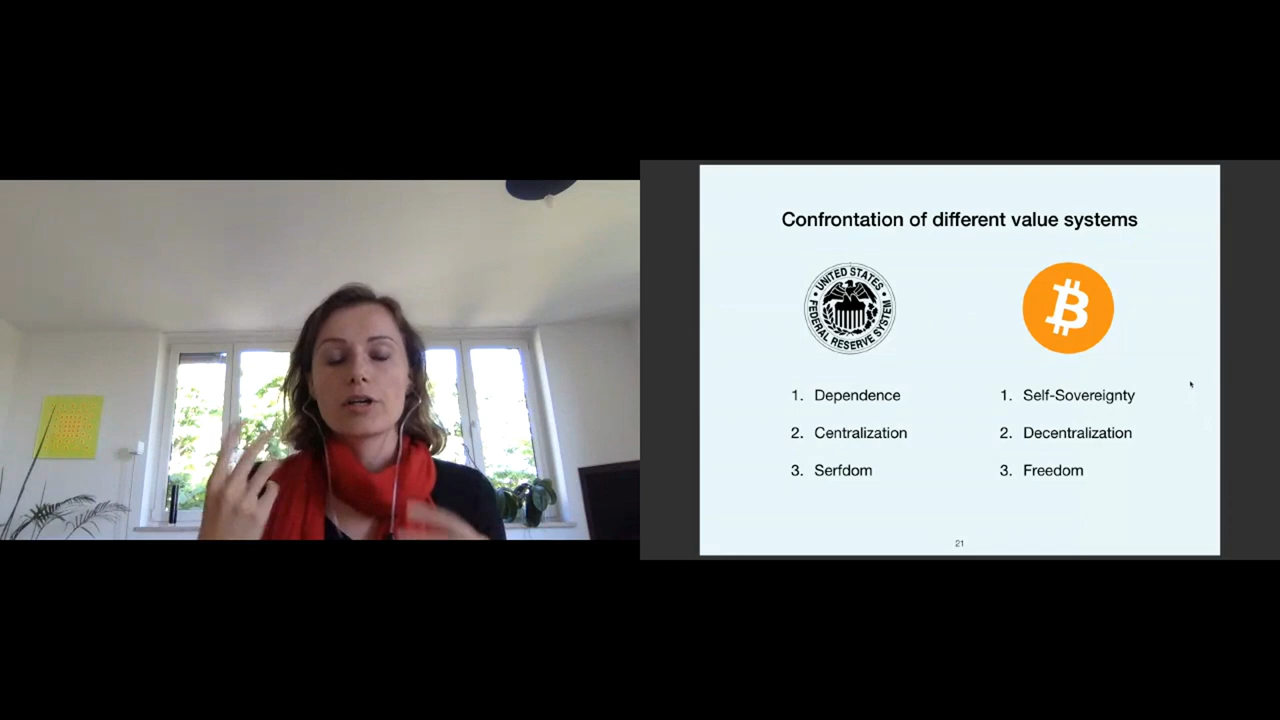 Confrontation of different value systems
UNITED STATES
FEDERAL RESERVE SYSTEM
1. Dependence
2. Centralization
3. Serfdom
1. Self-Sovereignty
2. Decentralization
3. Freedom
21